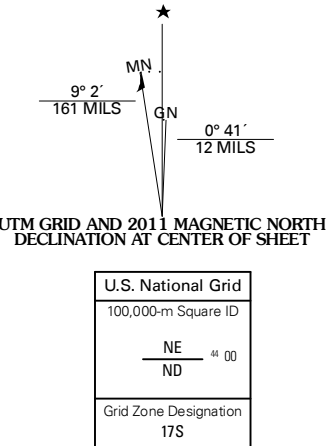 MN
GN
9° 2´
161 MILS
0° 41´
12 MILS
UTM GRID AND 2011 MAGNETIC NORTH
DECLINATION AT CENTER OF SHEET
U.S. National Grid
100,000-m Square ID
NE
44 00
ND
Grid Zone Designation
17S